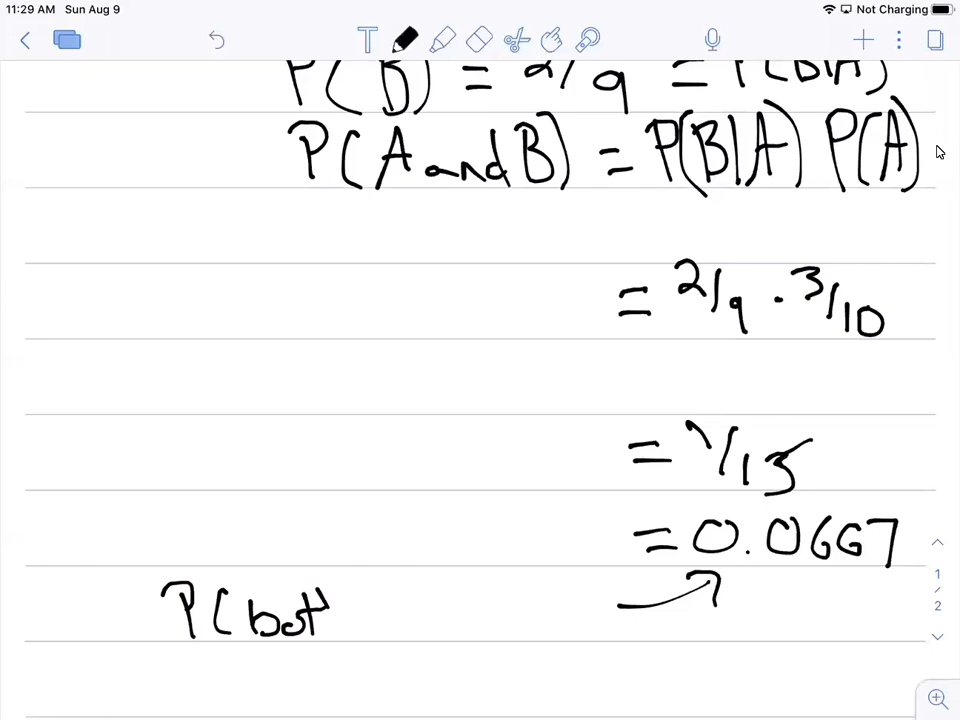 11:29 AM Sun Aug 9
Not Charging
P(B) = 2/9 = P(B|A)
P(A and B) = P(B|A) P(A)
= 2/9 · 3/10
= 1/15
= 0.0667
1
/
2
P(bot